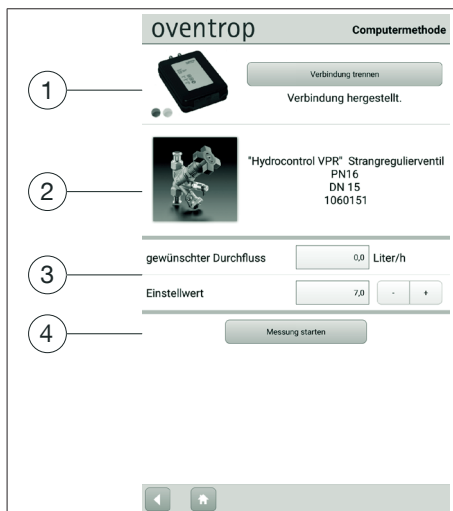 oventrop
Computermethode
1
Verbindung trennen
Verbindung hergestellt.
2
"Hydrocontrol VPR" Strangregulierventil
PN16
DN 15
1060151
3
gewünschter Durchfluss 0,0 Liter/h
Einstellwert 7,0 - +
4
Messung starten